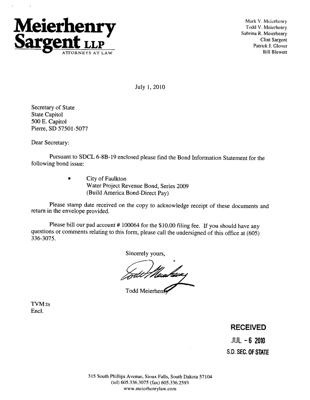 Meierhenry
Sargent LLP
ATTORNEYS AT LAW
Mark V. Meierhenry
Todd V. Meierhenry
Sabrina R. Meierhenry
Clint Sargent
Patrick J. Glover
Bill Blewett
July 1, 2010
Secretary of State
State Capitol
500 E. Capitol
Pierre, SD 57501-5077
Dear Secretary:
Pursuant to SDCL 6-8B-19 enclosed please find the Bond Information Statement for the
following bond issue:
• City of Faulkton
Water Project Revenue Bond, Series 2009
(Build America Bond-Direct Pay)
Please stamp date received on the copy to acknowledge receipt of these documents and
return in the envelope provided.
Please bill our pad account # 100064 for the $10.00 filing fee. If you should have any
questions or comments relating to this form, please call the undersigned of this office at (605)
336-3075.
Sincerely yours,
Todd Meierhenry
TVM:ts
Encl.
RECEIVED
JUL - 6 2010
S.D. SEC. OF STATE
315 South Phillips Avenue, Sioux Falls, South Dakota 57104
(tel) 605.336.3075 (fax) 605.336.2593
www.meierhenrylaw.com